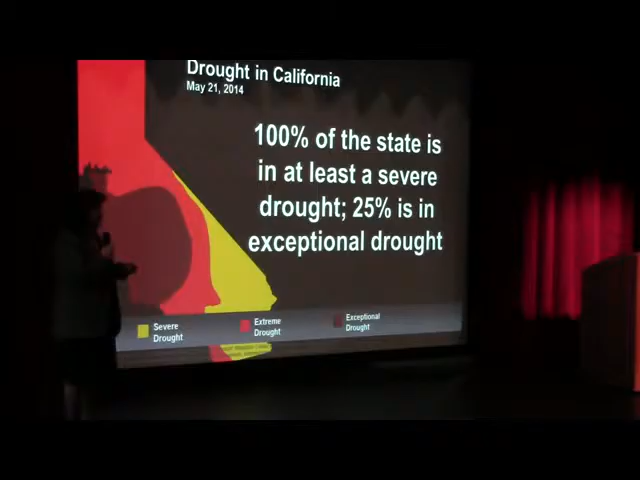 Drought in California
May 21, 2014
100% of the state is
in at least a severe
drought; 25% is in
exceptional drought
Severe
Drought
Extreme
Drought
Exceptional
Drought